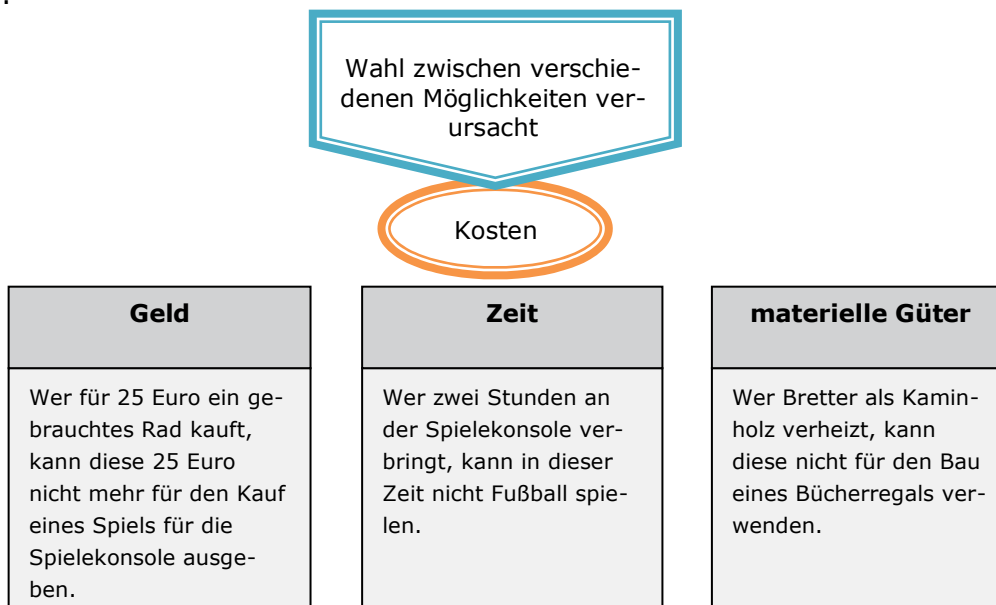 Wahl zwischen verschie-
denen Möglichkeiten ver-
ursacht
Kosten
Geld
Wer für 25 Euro ein ge-
brauchtes Rad kauft,
kann diese 25 Euro
nicht mehr für den Kauf
eines Spiels für die
Spielekonsole ausge-
ben.
Zeit
Wer zwei Stunden an
der Spielekonsole ver-
bringt, kann in dieser
Zeit nicht Fußball spie-
len.
materielle Güter
Wer Bretter als Kamin-
holz verheizt, kann
diese nicht für den Bau
eines Bücherregals ver-
wenden.